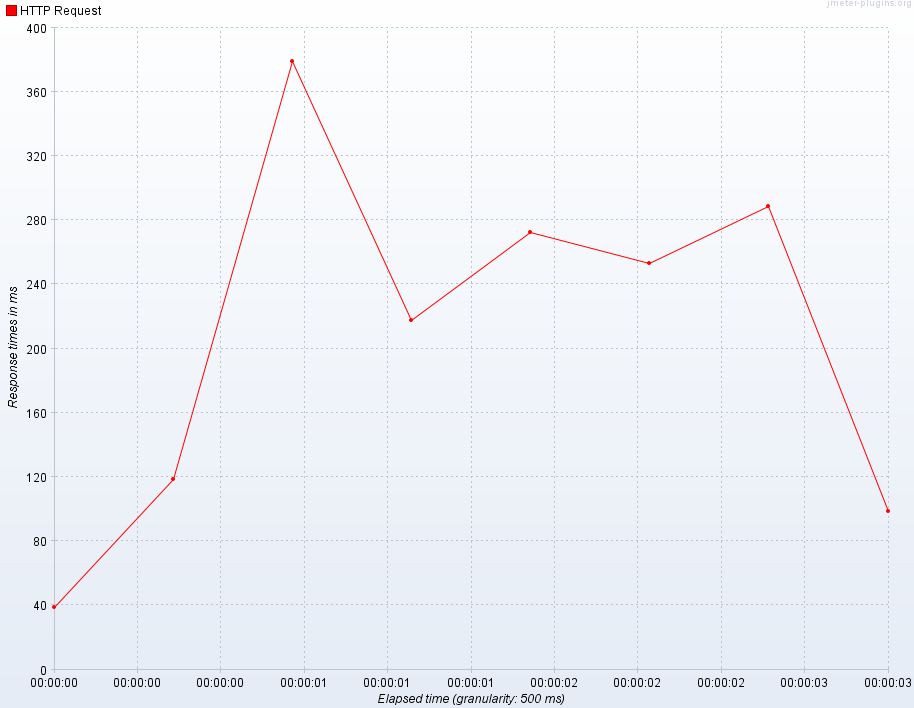 jmeter-plugins.org
HTTP Request
400
360
320
280
240
200
160
120
80
40
0
Response times in ms
00:00:00 00:00:00 00:00:00 00:00:01 00:00:01 00:00:01 00:00:02 00:00:02 00:00:02 00:00:03 00:00:03
Elapsed time (granularity: 500 ms)